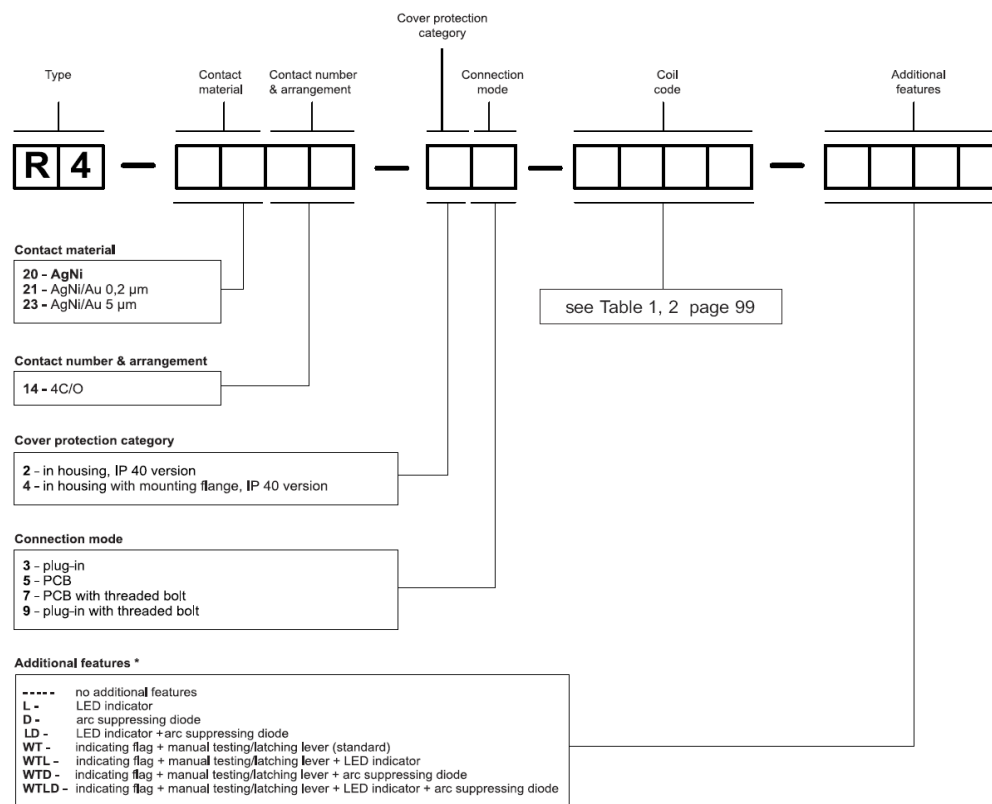 Cover protection
category
Type
Contact
material
Contact number
& arrangement
Connection
mode
Coil
code
Additional
features
R 4
Contact material
20 - AgNi
21 - AgNi/Au 0,2 µm
23 - AgNi/Au 5 µm
see Table 1, 2 page 99
Contact number & arrangement
14 - 4C/O
Cover protection category
2 - in housing, IP 40 version
4 - in housing with mounting flange, IP 40 version
Connection mode
3 - plug-in
5 - PCB
7 - PCB with threaded bolt
9 - plug-in with threaded bolt
Additional features *
----- no additional features
L - LED indicator
D - arc suppressing diode
LD - LED indicator +arc suppressing diode
WT - indicating flag + manual testing/latching lever (standard)
WTL - indicating flag + manual testing/latching lever + LED indicator
WTD - indicating flag + manual testing/latching lever + arc suppressing diode
WTLD - indicating flag + manual testing/latching lever + LED indicator + arc suppressing diode